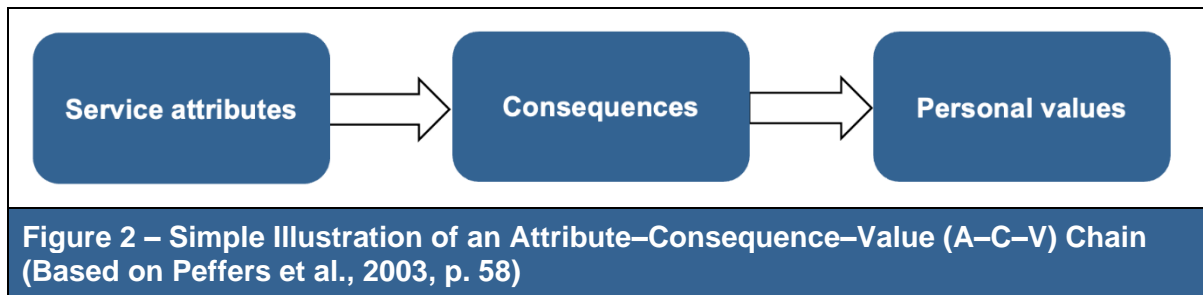 Service attributes
Consequences
Personal values
Figure 2 – Simple Illustration of an Attribute–Consequence–Value (A–C–V) Chain
(Based on Peffers et al., 2003, p. 58)